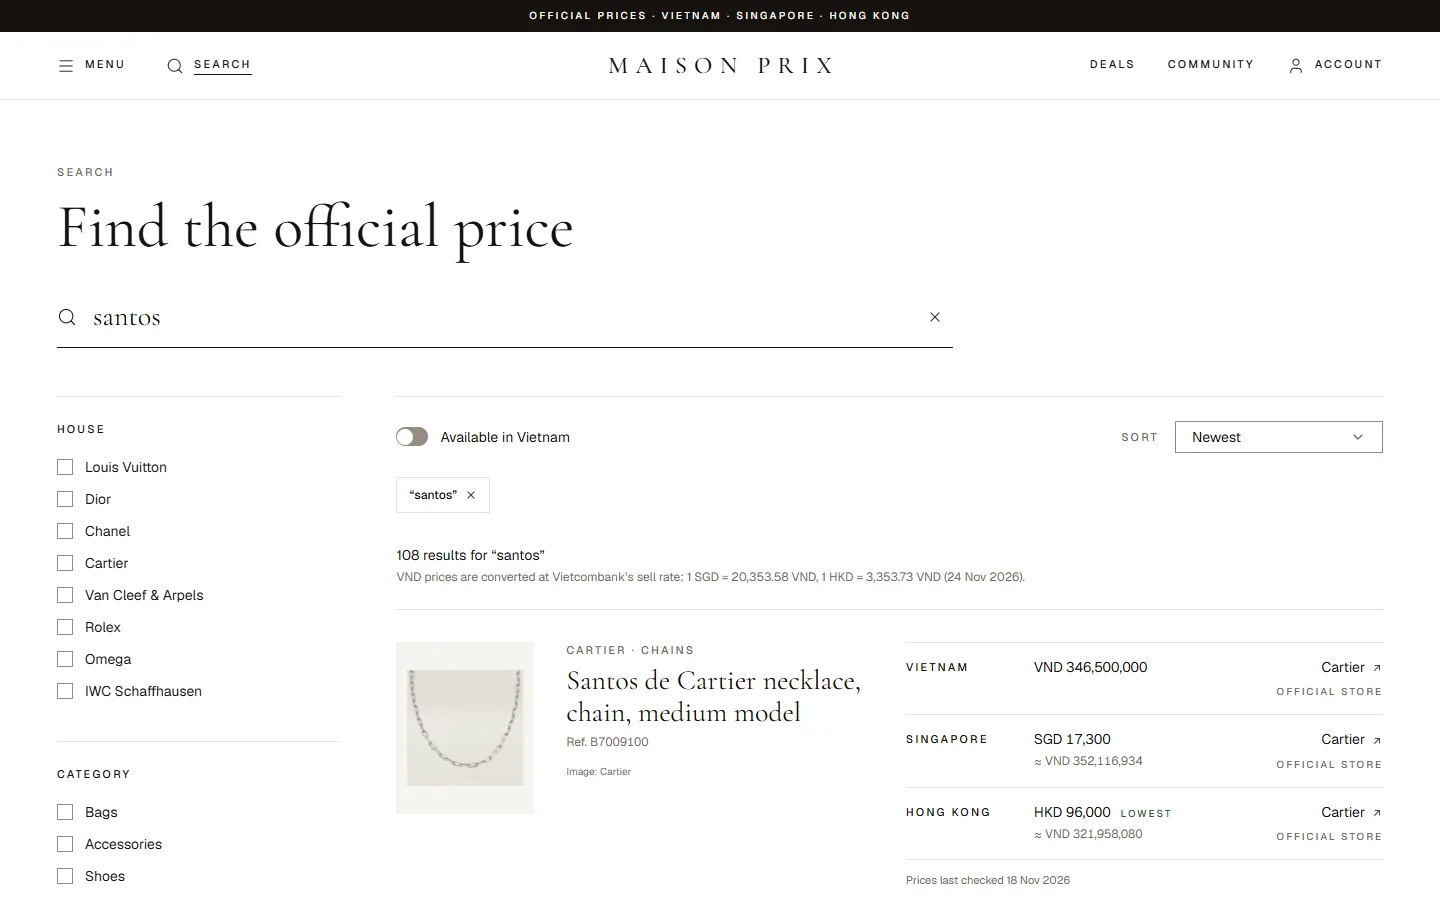 OFFICIAL PRICES · VIETNAM · SINGAPORE · HONG KONG
MENU
SEARCH
MAISON PRIX
DEALS
COMMUNITY
ACCOUNT
SEARCH
Find the official price
santos
HOUSE
Louis Vuitton
Dior
Chanel
Cartier
Van Cleef & Arpels
Rolex
Omega
IWC Schaffhausen
CATEGORY
Bags
Accessories
Shoes
Available in Vietnam
SORT
Newest
“santos”
108 results for “santos”
VND prices are converted at Vietcombank’s sell rate: 1 SGD = 20,353.58 VND, 1 HKD = 3,353.73 VND (24 Nov 2026).
CARTIER · CHAINS
Santos de Cartier necklace,
chain, medium model
Ref. B7009100
Image: Cartier
VIETNAM
VND 346,500,000
Cartier ↗
OFFICIAL STORE
SINGAPORE
SGD 17,300
≈ VND 352,116,934
Cartier ↗
OFFICIAL STORE
HONG KONG
HKD 96,000 LOWEST
≈ VND 321,958,080
Cartier ↗
OFFICIAL STORE
Prices last checked 18 Nov 2026